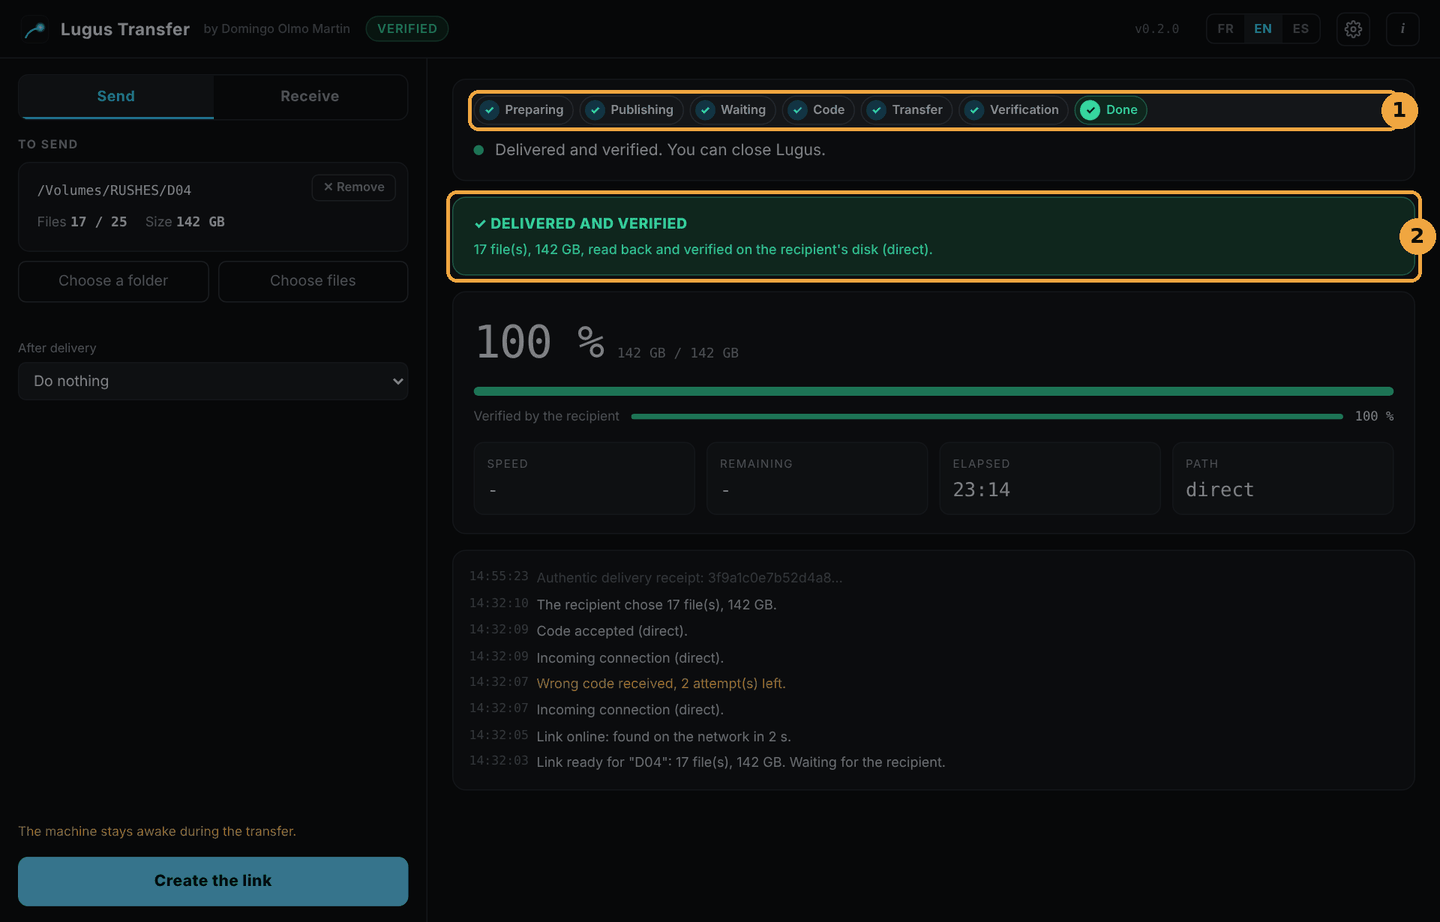 Lugus Transfer by Domingo Olmo Martin VERIFIED
v0.2.0 FR EN ES i
Send Receive
TO SEND
/Volumes/RUSHES/D04 ✕ Remove
Files 17 / 25 Size 142 GB
Choose a folder Choose files
After delivery
Do nothing
The machine stays awake during the transfer.
Create the link
Preparing Publishing Waiting Code Transfer Verification Done 1
Delivered and verified. You can close Lugus.
✓ DELIVERED AND VERIFIED
17 file(s), 142 GB, read back and verified on the recipient's disk (direct).
2
100 % 142 GB / 142 GB
Verified by the recipient 100 %
SPEED REMAINING ELAPSED PATH
- - 23:14 direct
14:55:23 Authentic delivery receipt: 3f9a1c0e7b52d4a8...
14:32:10 The recipient chose 17 file(s), 142 GB.
14:32:09 Code accepted (direct).
14:32:09 Incoming connection (direct).
14:32:07 Wrong code received, 2 attempt(s) left.
14:32:07 Incoming connection (direct).
14:32:05 Link online: found on the network in 2 s.
14:32:03 Link ready for "D04": 17 file(s), 142 GB. Waiting for the recipient.